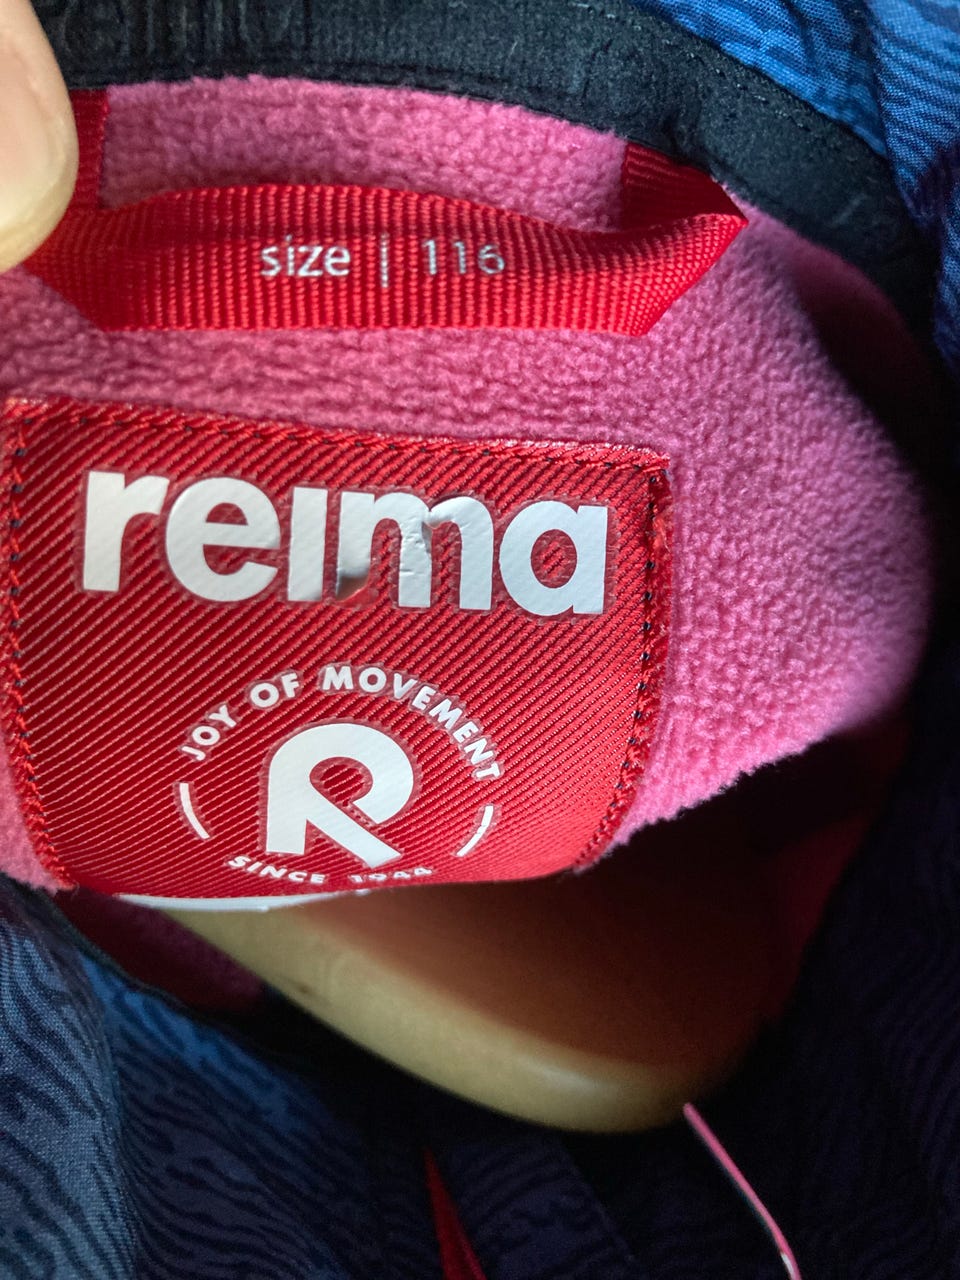 size | 116
reima
JOY OF MOVEMENT
SINCE 1944